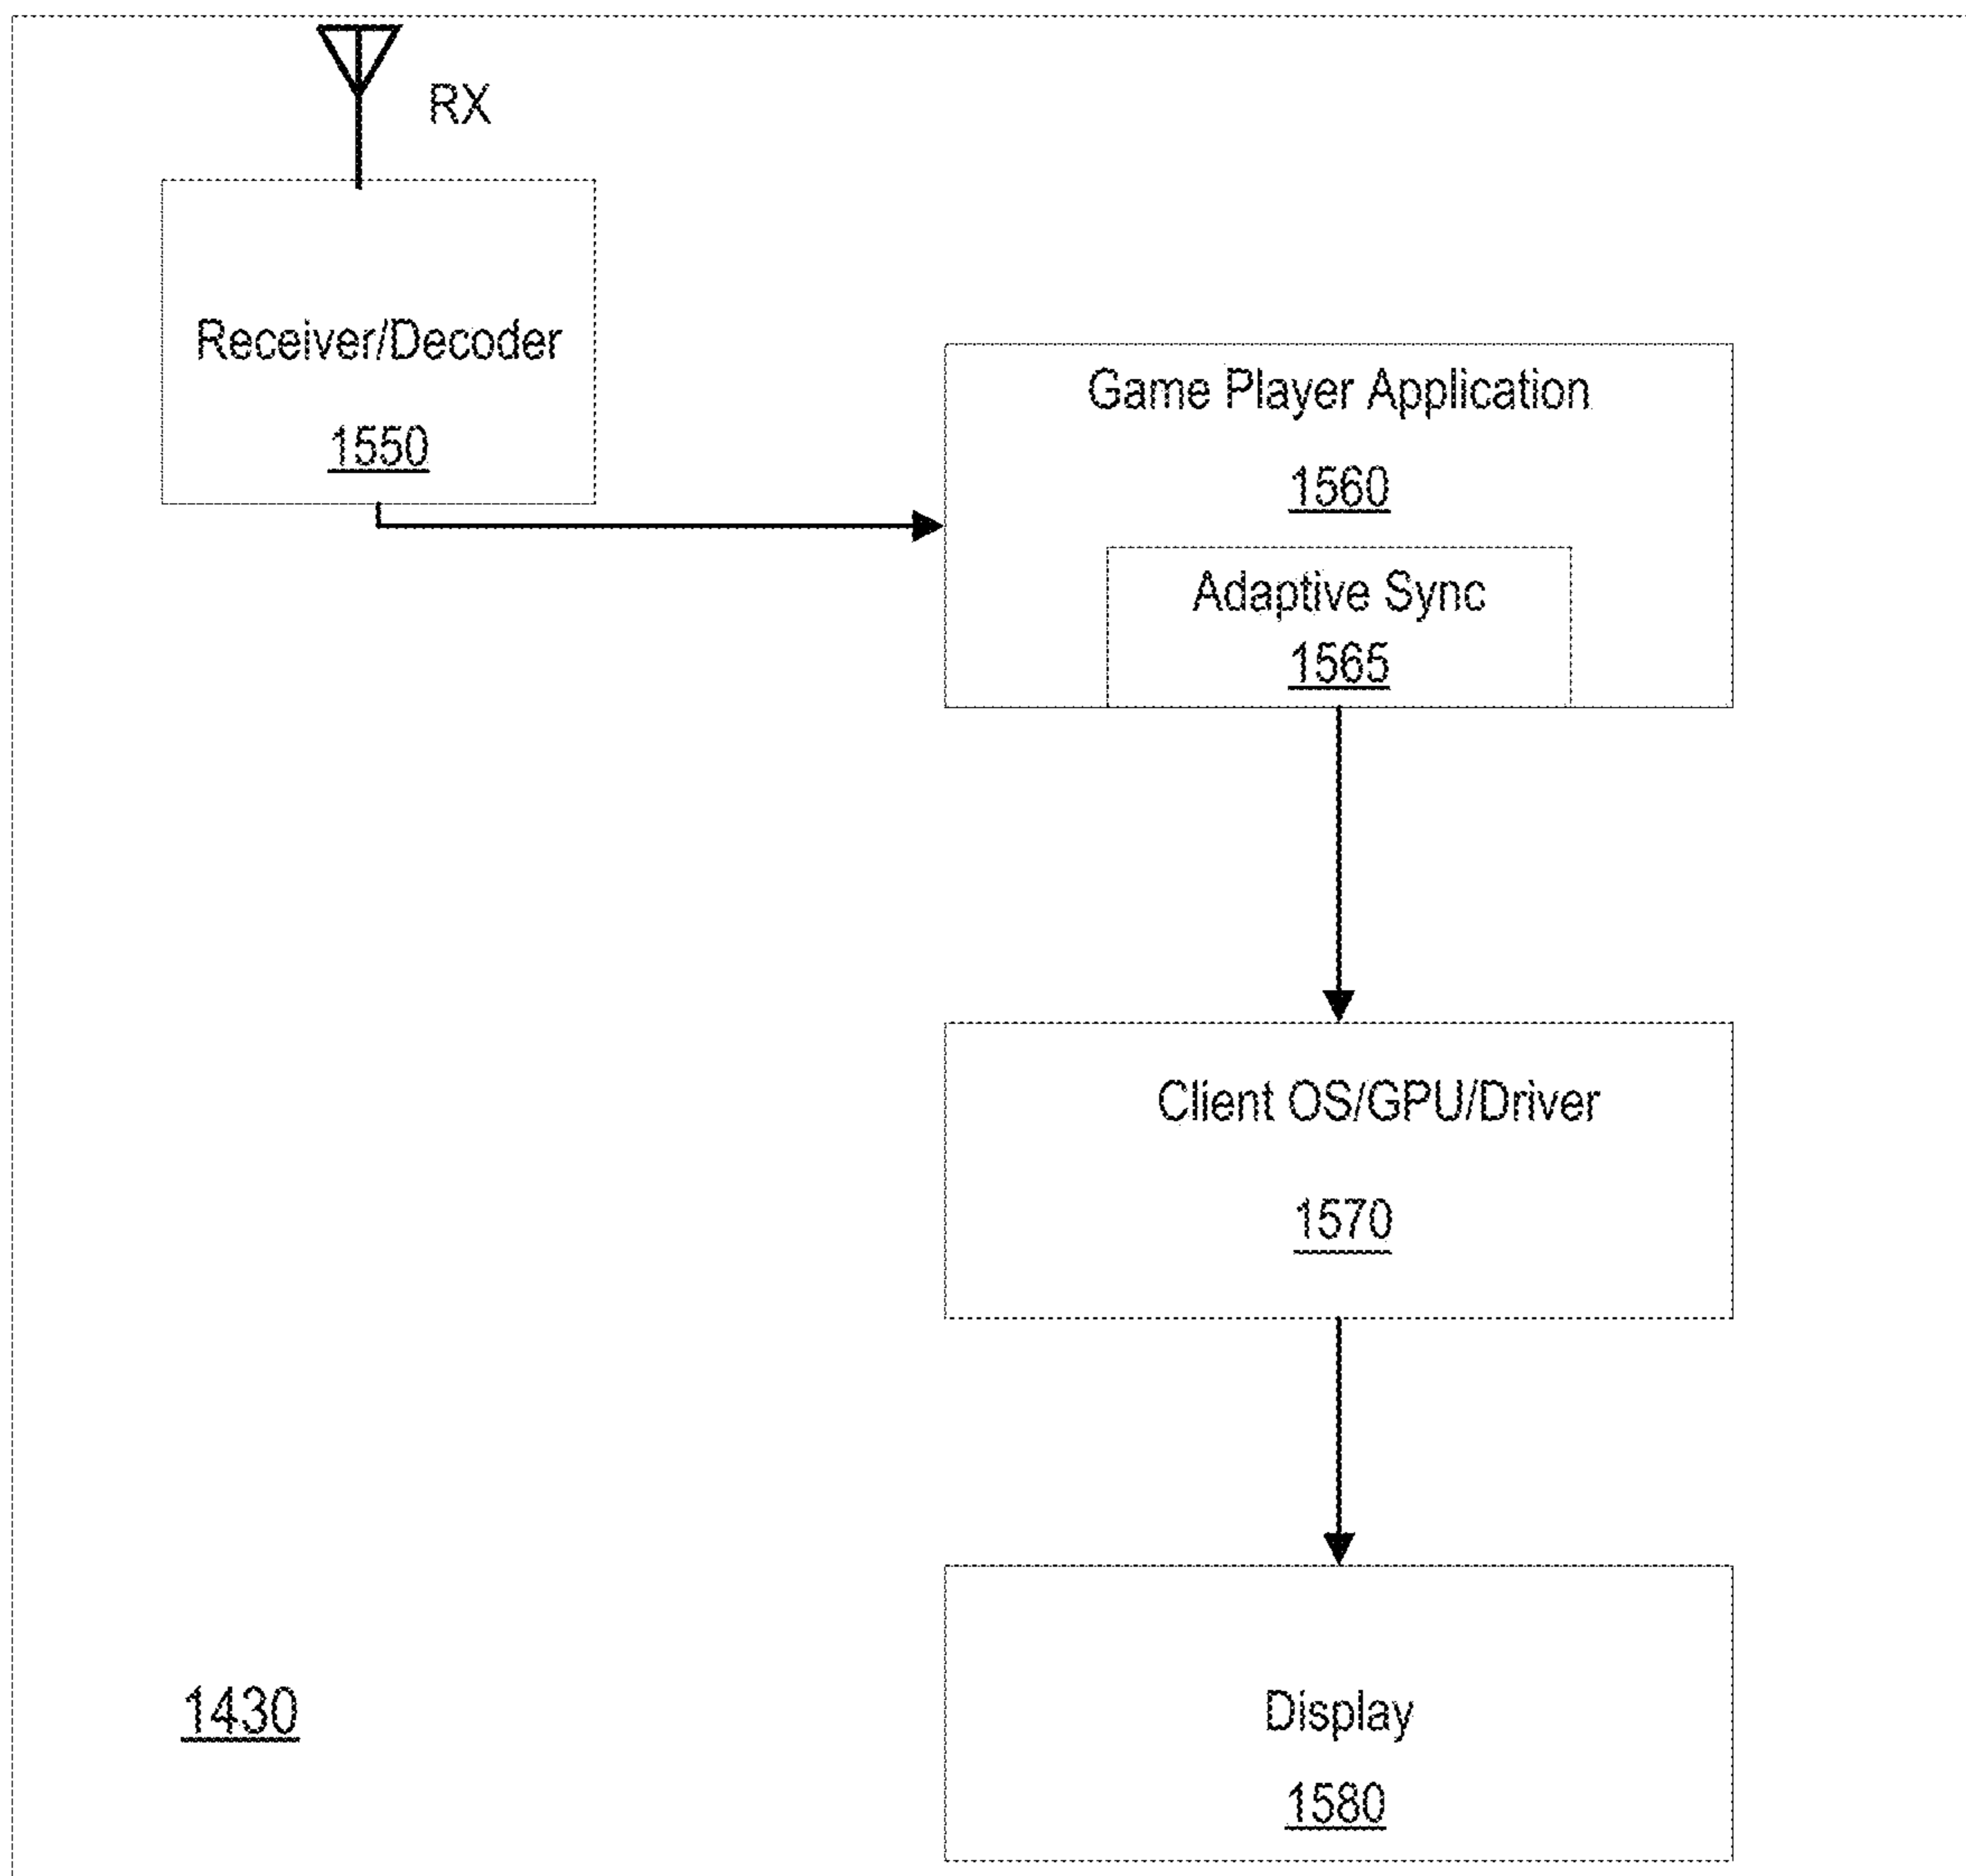 RX
Receiver/Decoder
1550
Game Player Application
1560
Adaptive Sync
1565
Client OS/GPU/Driver
1570
1430
Display
1580